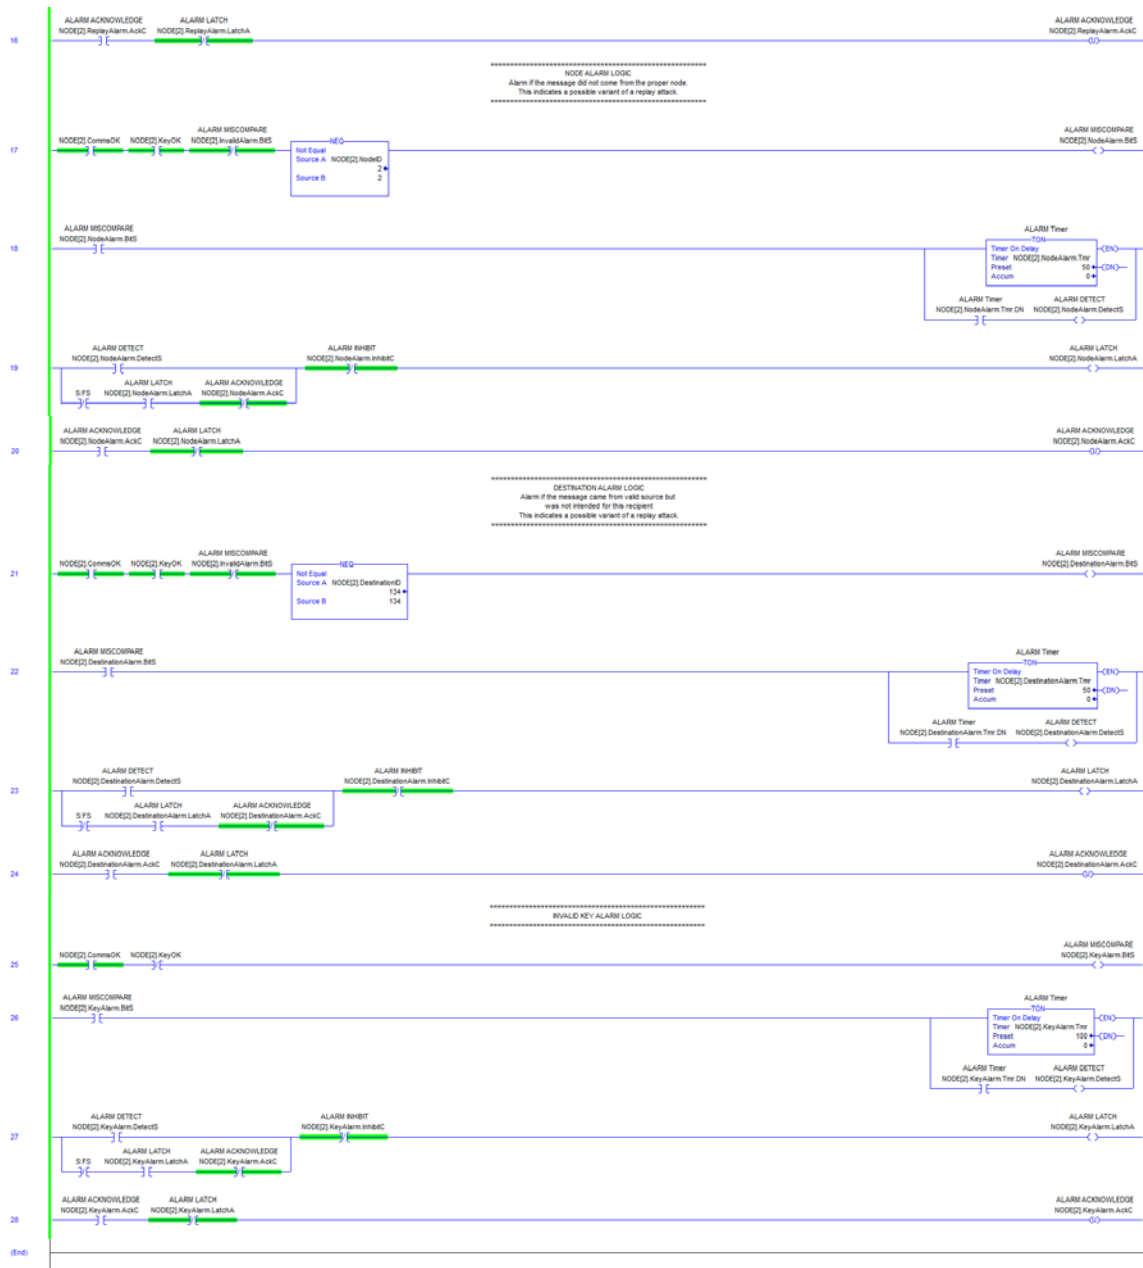 ALARM ACKNOWLEDGE ALARM LATCH ALARM ACKNOWLEDGE
NODE[2].ReplayAlarm.AckC NODE[2].ReplayAlarm.LatchA NODE[2].ReplayAlarm.AckC
16
NODE ALARM LOGIC
Alarm if the message did not come from the proper node.
This indicates a possible variant of a replay attack.
ALARM MISCOMPARE ALARM MISCOMPARE
NODE[2].CommsOK NODE[2].KeyOK NODE[2].InvalidAlarm.BitS NODE[2].NodeAlarm.BitS
17
NEQ
Not Equal
Source A NODE[2].NodeID
2
Source B 2
ALARM MISCOMPARE ALARM Timer
NODE[2].NodeAlarm.BitS
18
TON
Timer On Delay (EN)
Timer NODE[2].NodeAlarm.Tmr
Preset 50 (DN)
Accum 0
ALARM Timer ALARM DETECT
NODE[2].NodeAlarm.Tmr.DN NODE[2].NodeAlarm.DetectS
ALARM DETECT ALARM INHIBIT ALARM LATCH
NODE[2].NodeAlarm.DetectS NODE[2].NodeAlarm.InhibitC NODE[2].NodeAlarm.LatchA
19
ALARM LATCH ALARM ACKNOWLEDGE
S:FS NODE[2].NodeAlarm.LatchA NODE[2].NodeAlarm.AckC
ALARM ACKNOWLEDGE ALARM LATCH ALARM ACKNOWLEDGE
NODE[2].NodeAlarm.AckC NODE[2].NodeAlarm.LatchA NODE[2].NodeAlarm.AckC
20
DESTINATION ALARM LOGIC
Alarm if the message came from valid source but
was not intended for this recipient
This indicates a possible variant of a replay attack.
ALARM MISCOMPARE ALARM MISCOMPARE
NODE[2].CommsOK NODE[2].KeyOK NODE[2].InvalidAlarm.BitS NODE[2].DestinationAlarm.BitS
21
NEQ
Not Equal
Source A NODE[2].DestinationID
134
Source B 134
ALARM MISCOMPARE ALARM Timer
NODE[2].DestinationAlarm.BitS
22
TON
Timer On Delay (EN)
Timer NODE[2].DestinationAlarm.Tmr
Preset 50 (DN)
Accum 0
ALARM Timer ALARM DETECT
NODE[2].DestinationAlarm.Tmr.DN NODE[2].DestinationAlarm.DetectS
ALARM DETECT ALARM INHIBIT ALARM LATCH
NODE[2].DestinationAlarm.DetectS NODE[2].DestinationAlarm.InhibitC NODE[2].DestinationAlarm.LatchA
23
ALARM LATCH ALARM ACKNOWLEDGE
S:FS NODE[2].DestinationAlarm.LatchA NODE[2].DestinationAlarm.AckC
ALARM ACKNOWLEDGE ALARM LATCH ALARM ACKNOWLEDGE
NODE[2].DestinationAlarm.AckC NODE[2].DestinationAlarm.LatchA NODE[2].DestinationAlarm.AckC
24
INVALID KEY ALARM LOGIC
ALARM MISCOMPARE
NODE[2].CommsOK NODE[2].KeyOK NODE[2].KeyAlarm.BitS
25
ALARM MISCOMPARE ALARM Timer
NODE[2].KeyAlarm.BitS
26
TON
Timer On Delay (EN)
Timer NODE[2].KeyAlarm.Tmr
Preset 100 (DN)
Accum 0
ALARM Timer ALARM DETECT
NODE[2].KeyAlarm.Tmr.DN NODE[2].KeyAlarm.DetectS
ALARM DETECT ALARM INHIBIT ALARM LATCH
NODE[2].KeyAlarm.DetectS NODE[2].KeyAlarm.InhibitC NODE[2].KeyAlarm.LatchA
27
ALARM LATCH ALARM ACKNOWLEDGE
S:FS NODE[2].KeyAlarm.LatchA NODE[2].KeyAlarm.AckC
ALARM ACKNOWLEDGE ALARM LATCH ALARM ACKNOWLEDGE
NODE[2].KeyAlarm.AckC NODE[2].KeyAlarm.LatchA NODE[2].KeyAlarm.AckC
28
(End)